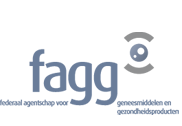 fagg
federaal agentschap voor geneesmiddelen en
gezondheidsproducten